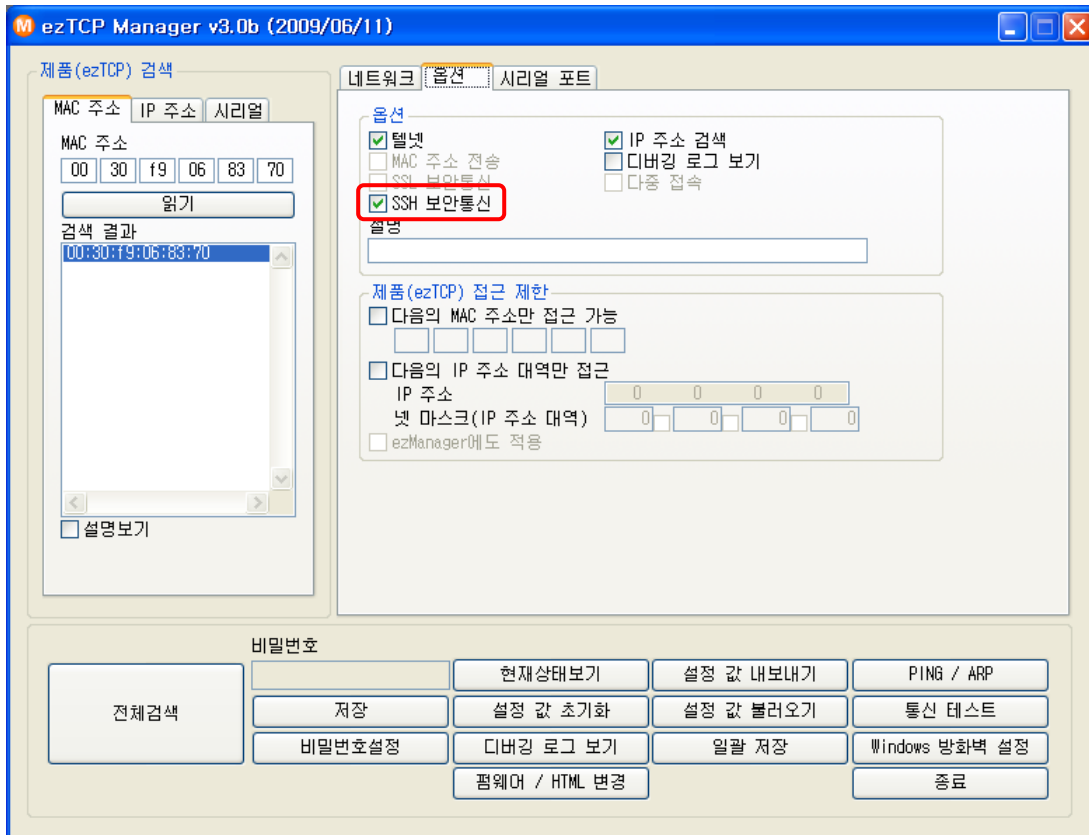 ezTCP Manager v3.0b (2009/06/11)
제품(ezTCP) 검색
MAC 주소 IP 주소 시리얼
MAC 주소
00 30 f9 06 83 70
읽기
검색 결과
00:30:f9:06:83:70
설명보기
네트워크 옵션 시리얼 포트
옵션
텔넷 IP 주소 검색
MAC 주소 전송 디버깅 로그 보기
SSL 보안통신 다중 접속
SSH 보안통신
설명
제품(ezTCP) 접근 제한
다음의 MAC 주소만 접근 가능
다음의 IP 주소 대역만 접근
IP 주소 0 0 0 0
넷 마스크(IP 주소 대역) 0 0 0 0
ezManager에도 적용
비밀번호
전체검색
현재상태보기 설정 값 내보내기 PING / ARP
저장 설정 값 초기화 설정 값 불러오기 통신 테스트
비밀번호설정 디버깅 로그 보기 일괄 저장 Windows 방화벽 설정
펌웨어 / HTML 변경 종료